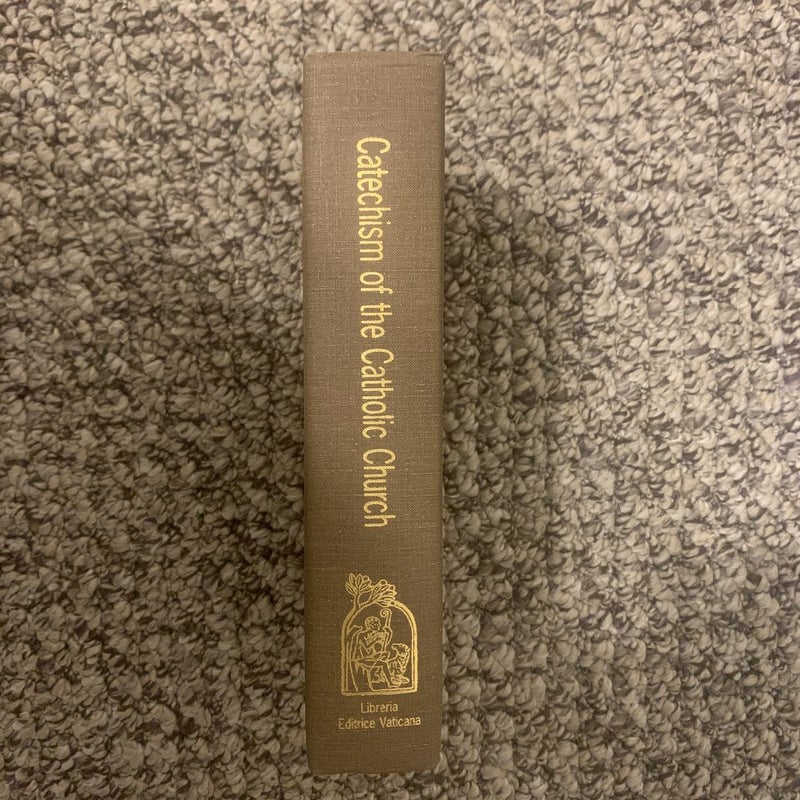 Catechism of the Catholic Church
Libreria
Editrice Vaticana